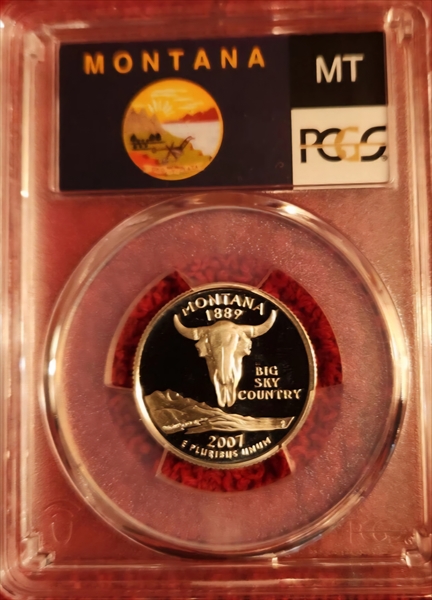 MONTANA
MT
PCGS
MONTANA
1889
BIG
SKY
COUNTRY
2007
E PLURIBUS UNUM